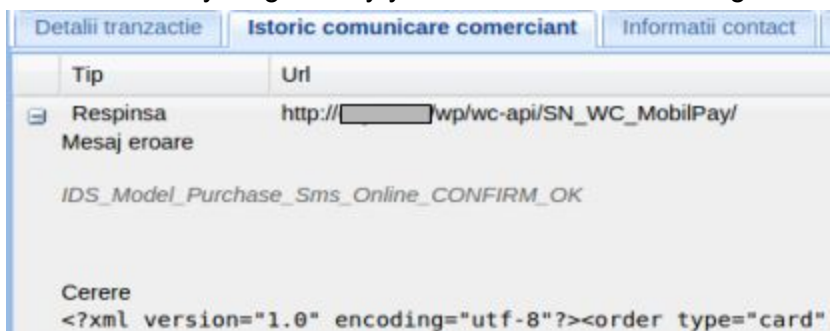 Detalii tranzactie Istoric comunicare comerciant Informatii contact
Tip Url
Respinsa http:// /wp/wc-api/SN_WC_MobilPay/
Mesaj eroare
IDS_Model_Purchase_Sms_Online_CONFIRM_OK
Cerere
<?xml version="1.0" encoding="utf-8"?><order type="card"